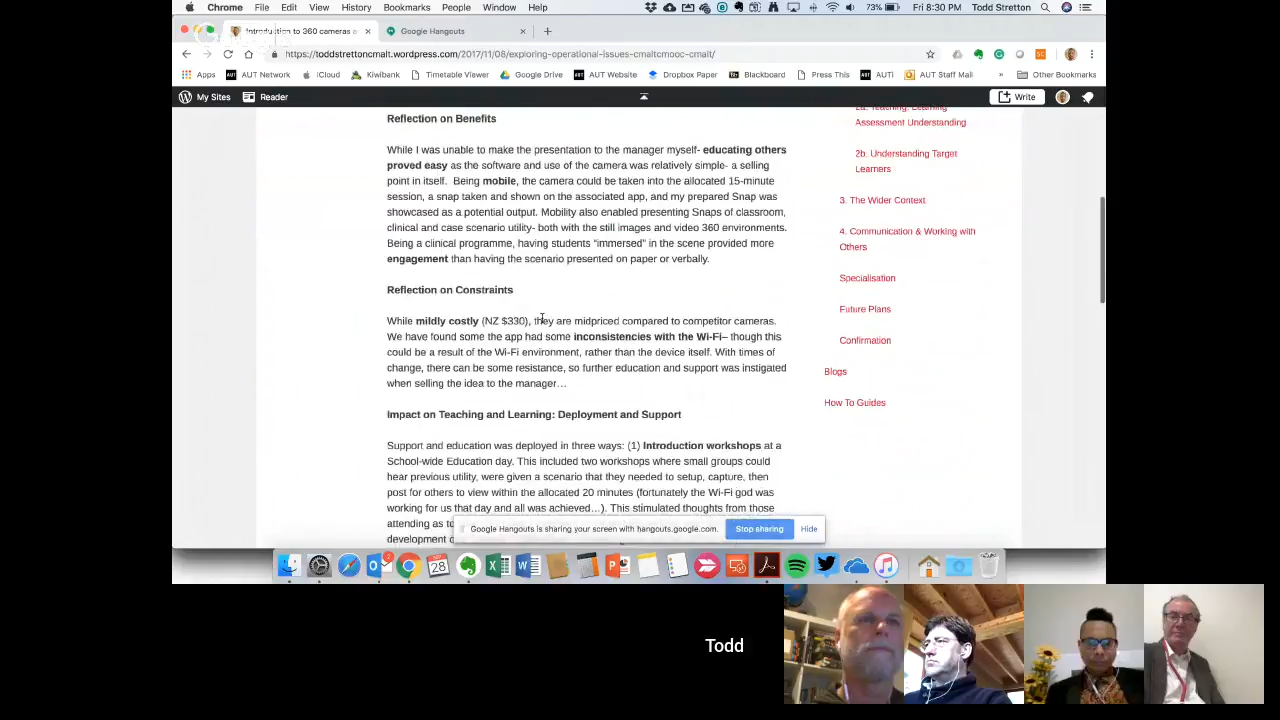 Chrome File Edit View History Bookmarks People Window Help 73% Fri 8:30 PM Todd Stretton
Introduction to 360 cameras a
Google Hangouts
https://toddstrettoncmalt.wordpress.com/2017/11/08/exploring-operational-issues-cmaltcmooc-cmalt/
Apps AUT Network iCloud Kiwibank Timetable Viewer Google Drive AUT Website Dropbox Paper Blackboard Press This AUTi AUT Staff Mail » Other Bookmarks
My Sites Reader Write
Reflection on Benefits
While I was unable to make the presentation to the manager myself- educating others
proved easy as the software and use of the camera was relatively simple- a selling
point in itself. Being mobile, the camera could be taken into the allocated 15-minute
session, a snap taken and shown on the associated app, and my prepared Snap was
showcased as a potential output. Mobility also enabled presenting Snaps of classroom,
clinical and case scenario utility- both with the still images and video 360 environments.
Being a clinical programme, having students “immersed” in the scene provided more
engagement than having the scenario presented on paper or verbally.
Reflection on Constraints
While mildly costly (NZ $330), they are midpriced compared to competitor cameras.
We have found some the app had some inconsistencies with the Wi-Fi– though this
could be a result of the Wi-Fi environment, rather than the device itself. With times of
change, there can be some resistance, so further education and support was instigated
when selling the idea to the manager…
Impact on Teaching and Learning: Deployment and Support
Support and education was deployed in three ways: (1) Introduction workshops at a
School-wide Education day. This included two workshops where small groups could
hear previous utility, were given a scenario that they needed to setup, capture, then
post for others to view within the allocated 20 minutes (fortunately the Wi-Fi god was
working for us that day and all was achieved…). This stimulated thoughts from those
attending as to
development
2a. Teaching, Learning
Assessment Understanding
2b. Understanding Target
Learners
3. The Wider Context
4. Communication & Working with
Others
Specialisation
Future Plans
Confirmation
Blogs
How To Guides
Google Hangouts is sharing your screen with hangouts.google.com. Stop sharing Hide
2
28
Todd